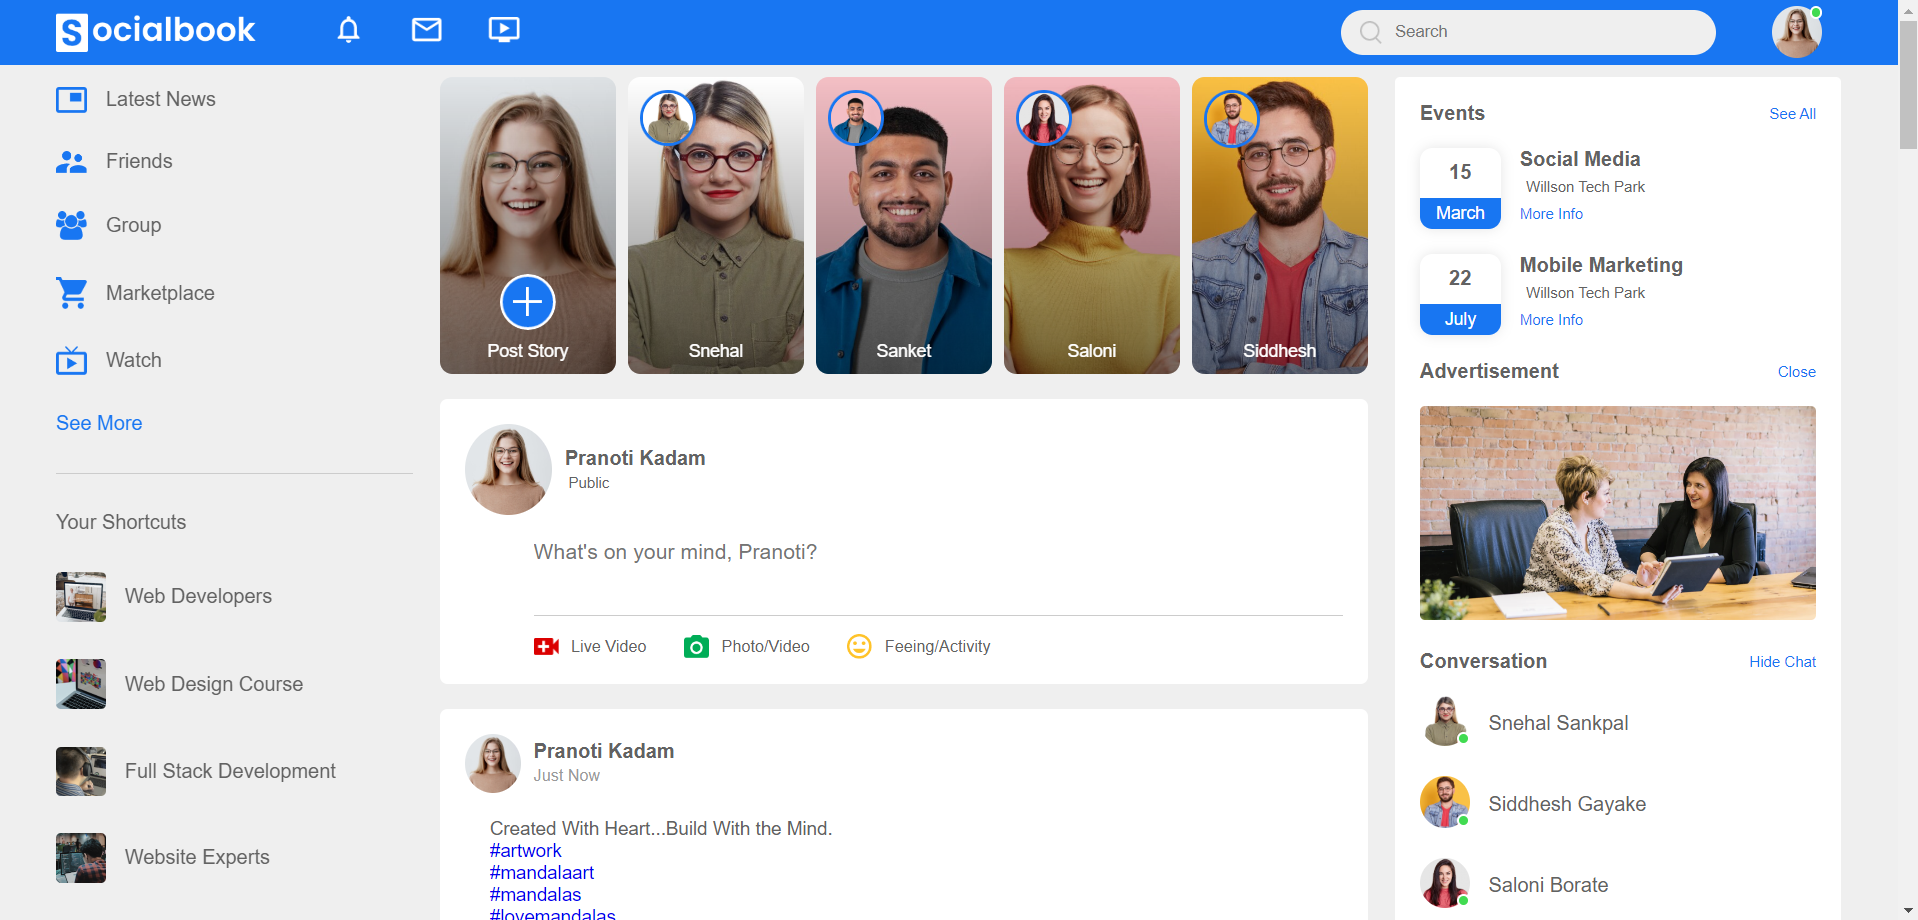 Socialbook
Search
Latest News
Friends
Group
Marketplace
Watch
See More
Your Shortcuts
Web Developers
Web Design Course
Full Stack Development
Website Experts
Post Story
Snehal
Sanket
Saloni
Siddhesh
Pranoti Kadam
Public
What's on your mind, Pranoti?
Live Video
Photo/Video
Feeing/Activity
Pranoti Kadam
Just Now
Created With Heart...Build With the Mind.
#artwork
#mandalaart
#mandalas
#lovemandalas
Events
See All
15
March
Social Media
Willson Tech Park
More Info
22
July
Mobile Marketing
Willson Tech Park
More Info
Advertisement
Close
Conversation
Hide Chat
Snehal Sankpal
Siddhesh Gayake
Saloni Borate